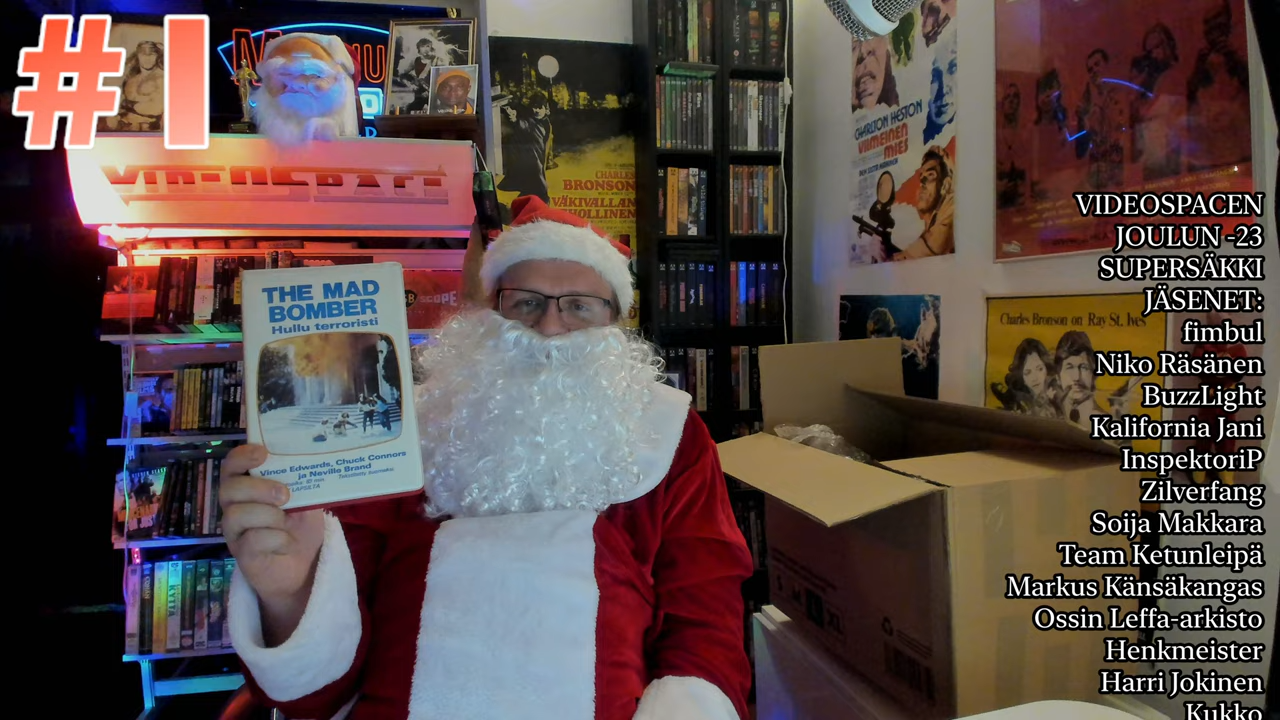 #1
VIDEOSPACE
CHARLES
BRONSON
VÄKIVALLAN
VIHOLLINEN
CHARLTON HESTON
VIIMEINEN
MIES
Charles Bronson on Ray St. Ives
SCOPE
THE MAD
BOMBER
Hullu terroristi
Vince Edwards, Chuck Connors
ja Neville Brand
VIDEOSPACEN
JOULUN -23
SUPERSÄKKI
JÄSENET:
fimbul
Niko Räsänen
BuzzLight
Kalifornia Jani
InspektoriP
Zilverfang
Soija Makkara
Team Ketunleipä
Markus Känsäkangas
Ossin Leffa-arkisto
Henkmeister
Harri Jokinen
Kukko